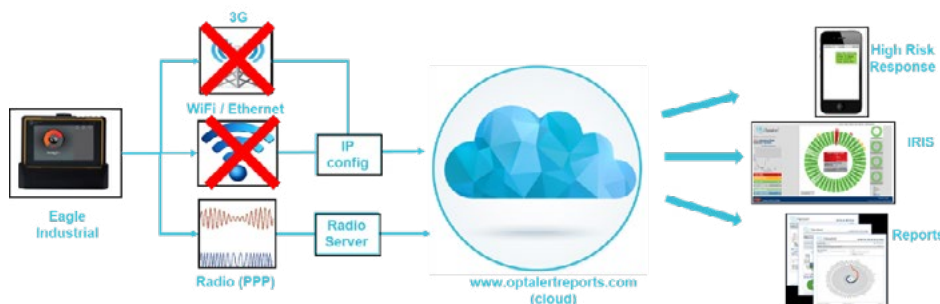 3G
WiFi / Ethernet
IP
config
Eagle
Industrial
Radio
Server
Radio (PPP)
www.optalertreports.com
(cloud)
High Risk
Response
IRIS
Reports